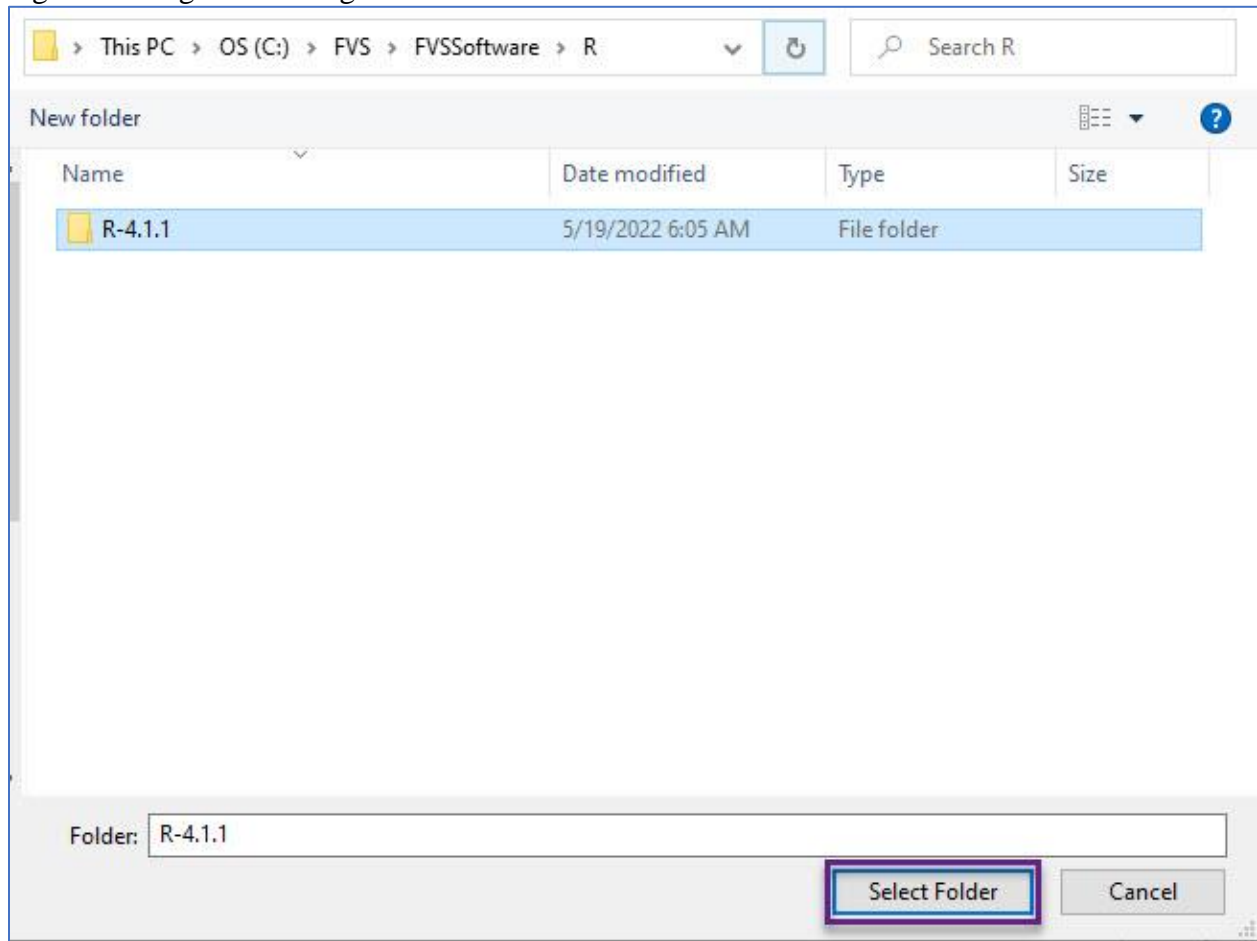 This PC > OS (C:) > FVS > FVSSoftware > R
Search R
New folder
Name Date modified Type Size
R-4.1.1 5/19/2022 6:05 AM File folder
Folder: R-4.1.1
Select Folder Cancel